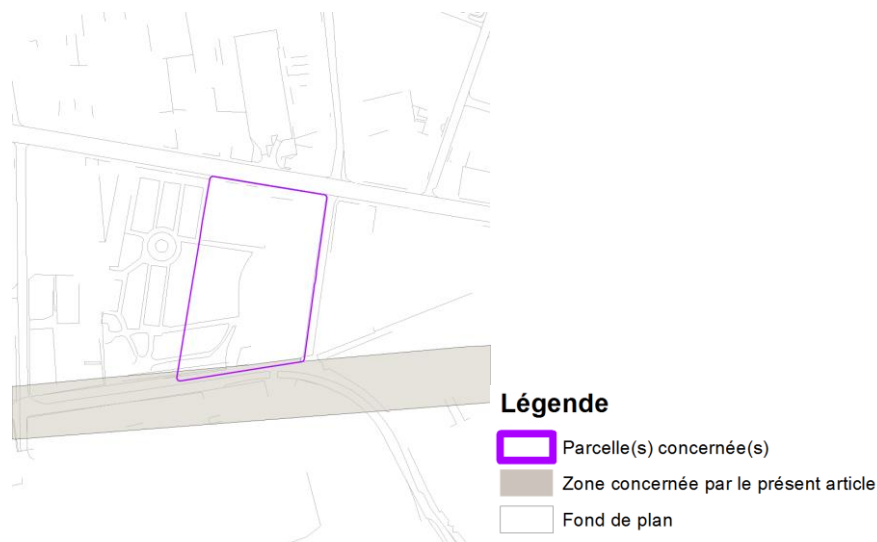 Légende
Parcelle(s) concernée(s)
Zone concernée par le présent article
Fond de plan